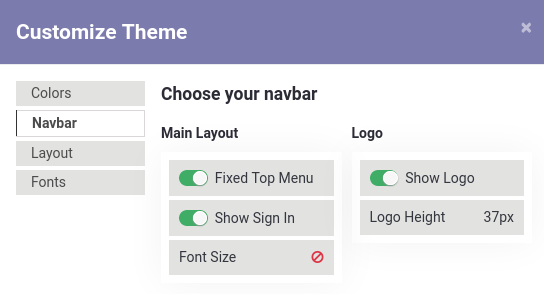 Customize Theme
×
Colors
Navbar
Layout
Fonts
Choose your navbar
Main Layout
Fixed Top Menu
Show Sign In
Font Size
Logo
Show Logo
Logo Height 37px